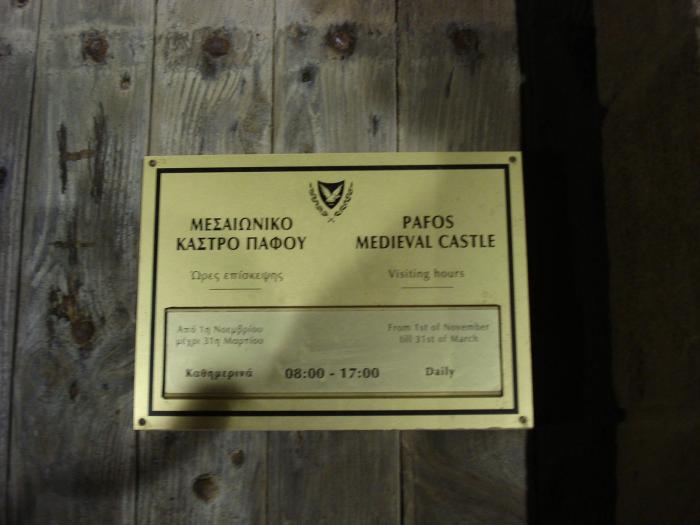 ΜΕΣΑΙΩΝΙΚΟ
ΚΑΣΤΡΟ ΠΑΦΟΥ
PAFOS
MEDIEVAL CASTLE
Ώρες επίσκεψης
Visiting hours
Από 1η Νοεμβρίου
μέχρι 31η Μαρτίου
From 1st of November
till 31st of March
Καθημερινά 08:00 - 17:00 Daily